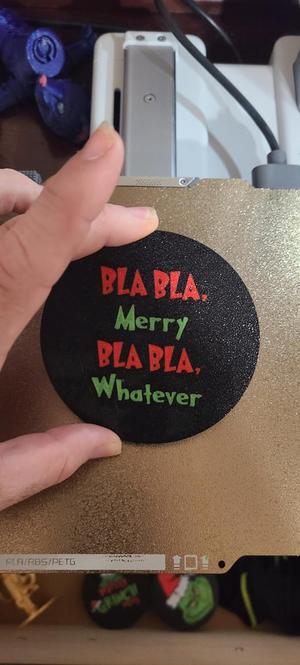 BLA BLA,
Merry
BLA BLA,
Whatever
PLA/ABS/PETG